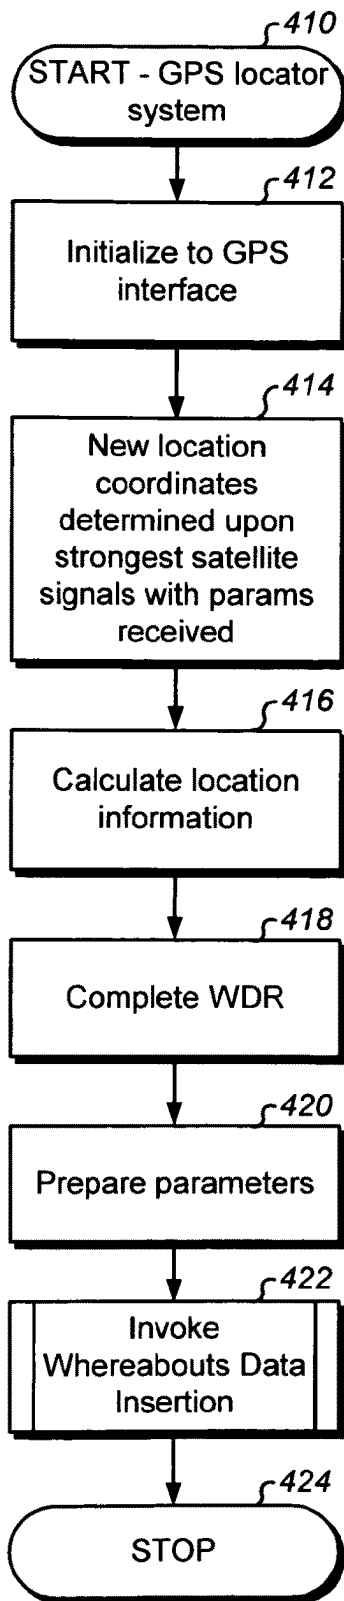 410
START - GPS locator
system
412
Initialize to GPS
interface
414
New location
coordinates
determined upon
strongest satellite
signals with params
received
416
Calculate location
information
418
Complete WDR
420
Prepare parameters
422
Invoke
Whereabouts Data
Insertion
424
STOP